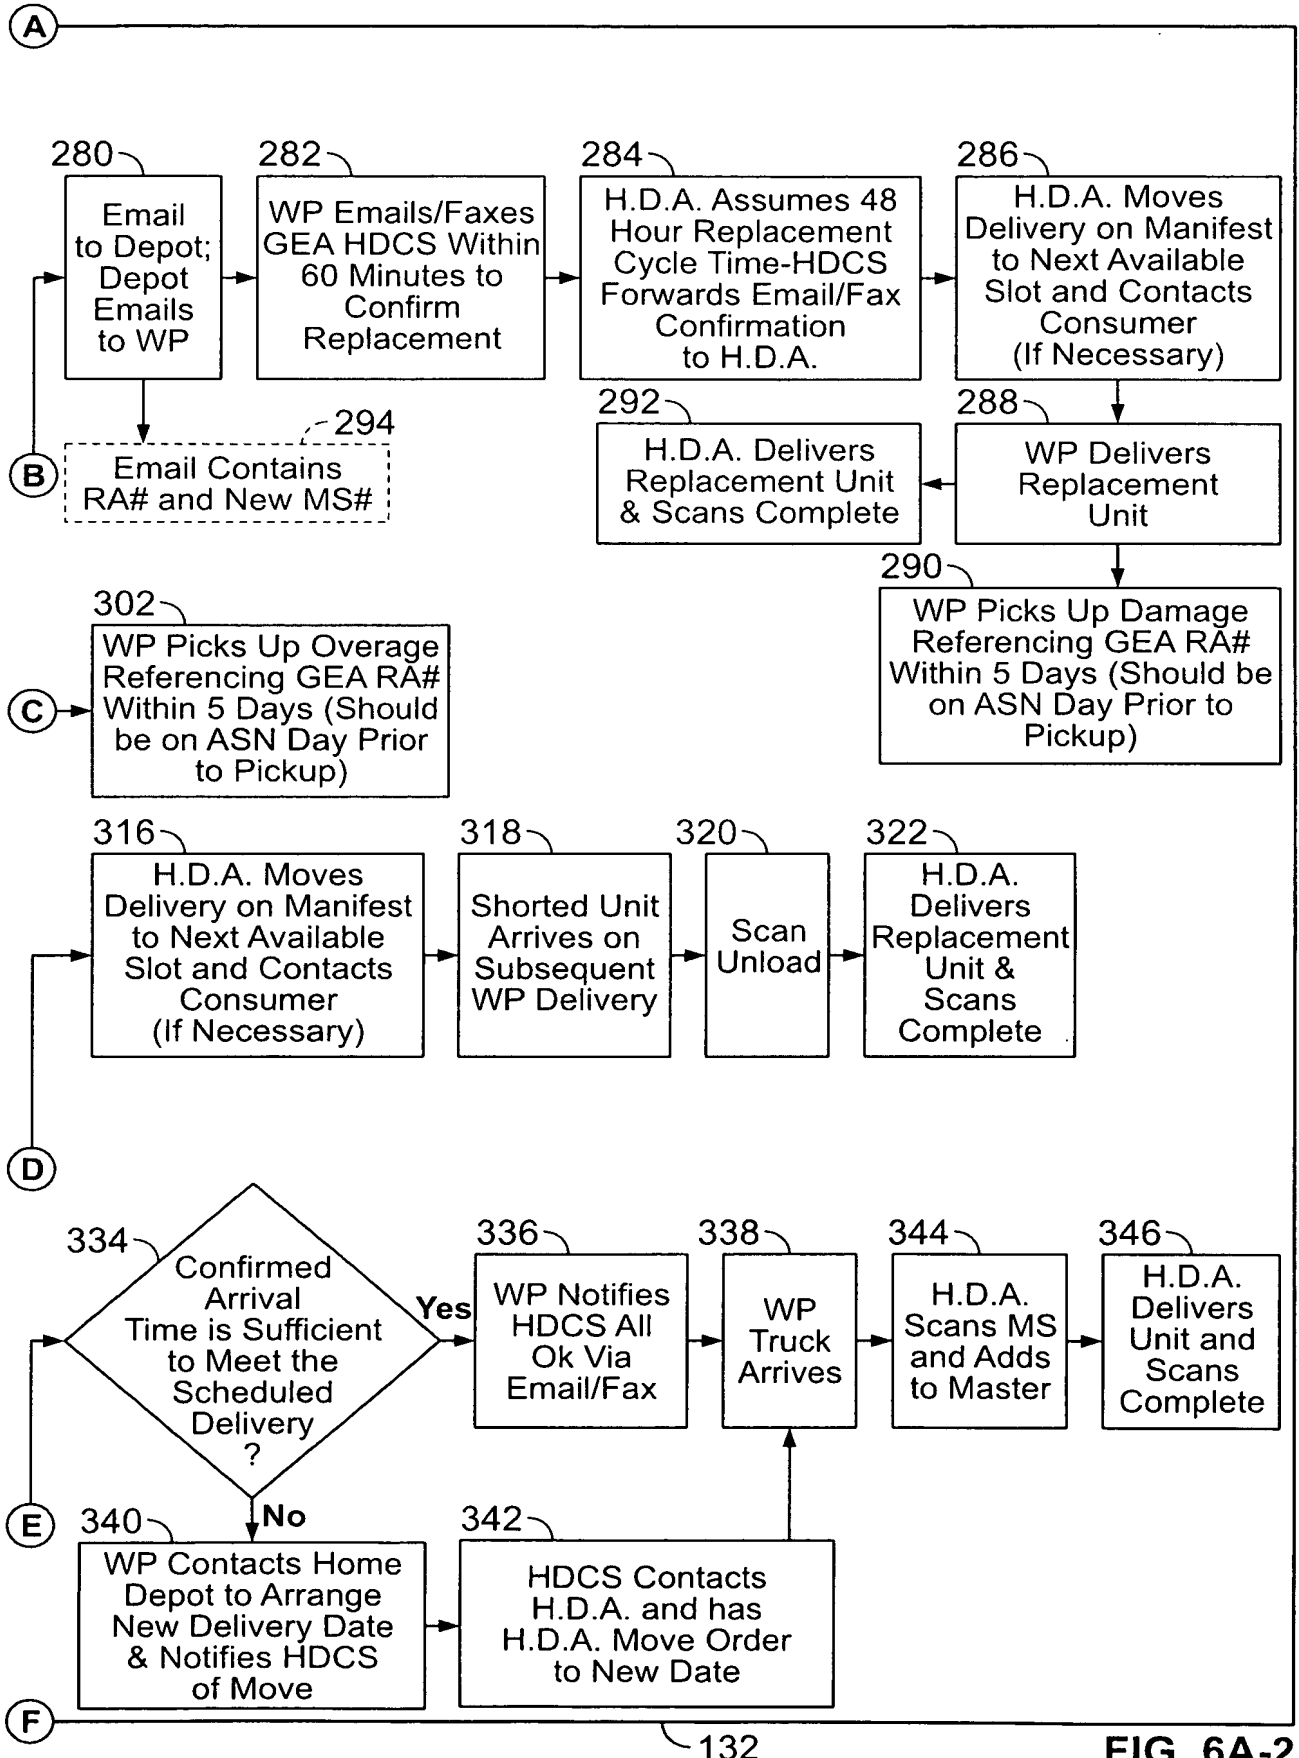 A
280
Email
to Depot;
Depot
Emails
to WP
282
WP Emails/Faxes
GEA HDCS Within
60 Minutes to
Confirm
Replacement
284
H.D.A. Assumes 48
Hour Replacement
Cycle Time-HDCS
Forwards Email/Fax
Confirmation
to H.D.A.
286
H.D.A. Moves
Delivery on Manifest
to Next Available
Slot and Contacts
Consumer
(If Necessary)
B
294
Email Contains
RA# and New MS#
292
H.D.A. Delivers
Replacement Unit
& Scans Complete
288
WP Delivers
Replacement
Unit
290
WP Picks Up Damage
Referencing GEA RA#
Within 5 Days (Should be
on ASN Day Prior to
Pickup)
C
302
WP Picks Up Overage
Referencing GEA RA#
Within 5 Days (Should
be on ASN Day Prior
to Pickup)
316
H.D.A. Moves
Delivery on Manifest
to Next Available
Slot and Contacts
Consumer
(If Necessary)
318
Shorted Unit
Arrives on
Subsequent
WP Delivery
320
Scan
Unload
322
H.D.A.
Delivers
Replacement
Unit &
Scans
Complete
D
334
Confirmed
Arrival
Time is Sufficient
to Meet the
Scheduled
Delivery
?
Yes
336
WP Notifies
HDCS All
Ok Via
Email/Fax
338
WP
Truck
Arrives
344
H.D.A.
Scans MS
and Adds
to Master
346
H.D.A.
Delivers
Unit and
Scans
Complete
E
No
340
WP Contacts Home
Depot to Arrange
New Delivery Date
& Notifies HDCS
of Move
342
HDCS Contacts
H.D.A. and has
H.D.A. Move Order
to New Date
F
132
FIG. 6A-2